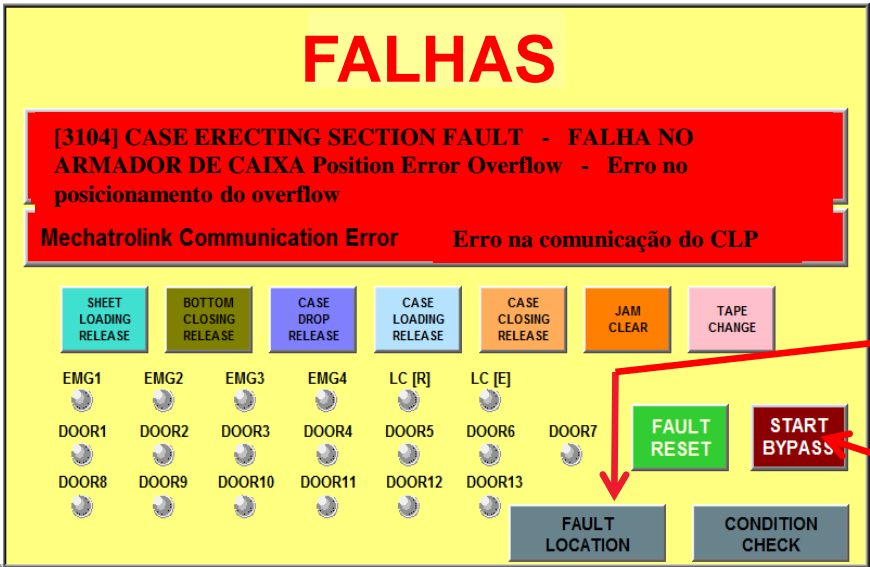 FALHAS
[3104] CASE ERECTING SECTION FAULT - FALHA NO
ARMADOR DE CAIXA Position Error Overflow - Erro no
posicionamento do overflow
Mechatrolink Communication Error Erro na comunicação do CLP
SHEET
LOADING
RELEASE
BOTTOM
CLOSING
RELEASE
CASE
DROP
RELEASE
CASE
LOADING
RELEASE
CASE
CLOSING
RELEASE
JAM
CLEAR
TAPE
CHANGE
EMG1 EMG2 EMG3 EMG4 LC [R] LC [E]
DOOR1 DOOR2 DOOR3 DOOR4 DOOR5 DOOR6 DOOR7
FAULT
RESET
START
BYPASS
DOOR8 DOOR9 DOOR10 DOOR11 DOOR12 DOOR13
FAULT
LOCATION
CONDITION
CHECK